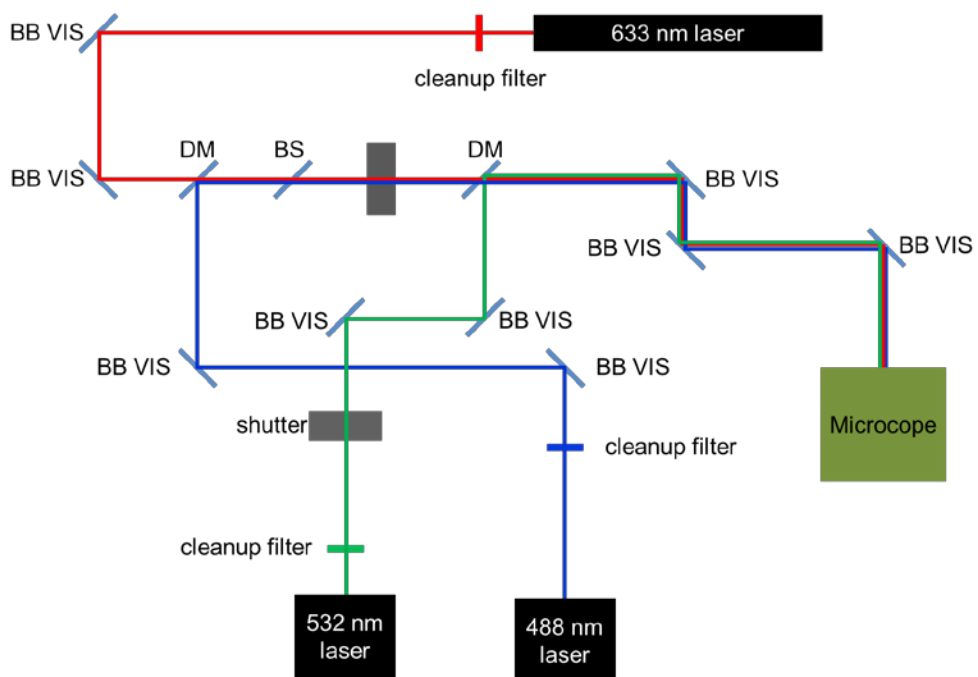 BB VIS
633 nm laser
cleanup filter
BB VIS
DM
BS
DM
BB VIS
BB VIS
BB VIS
BB VIS
BB VIS
BB VIS
BB VIS
shutter
Microcope
cleanup filter
cleanup filter
532 nm
laser
488 nm
laser